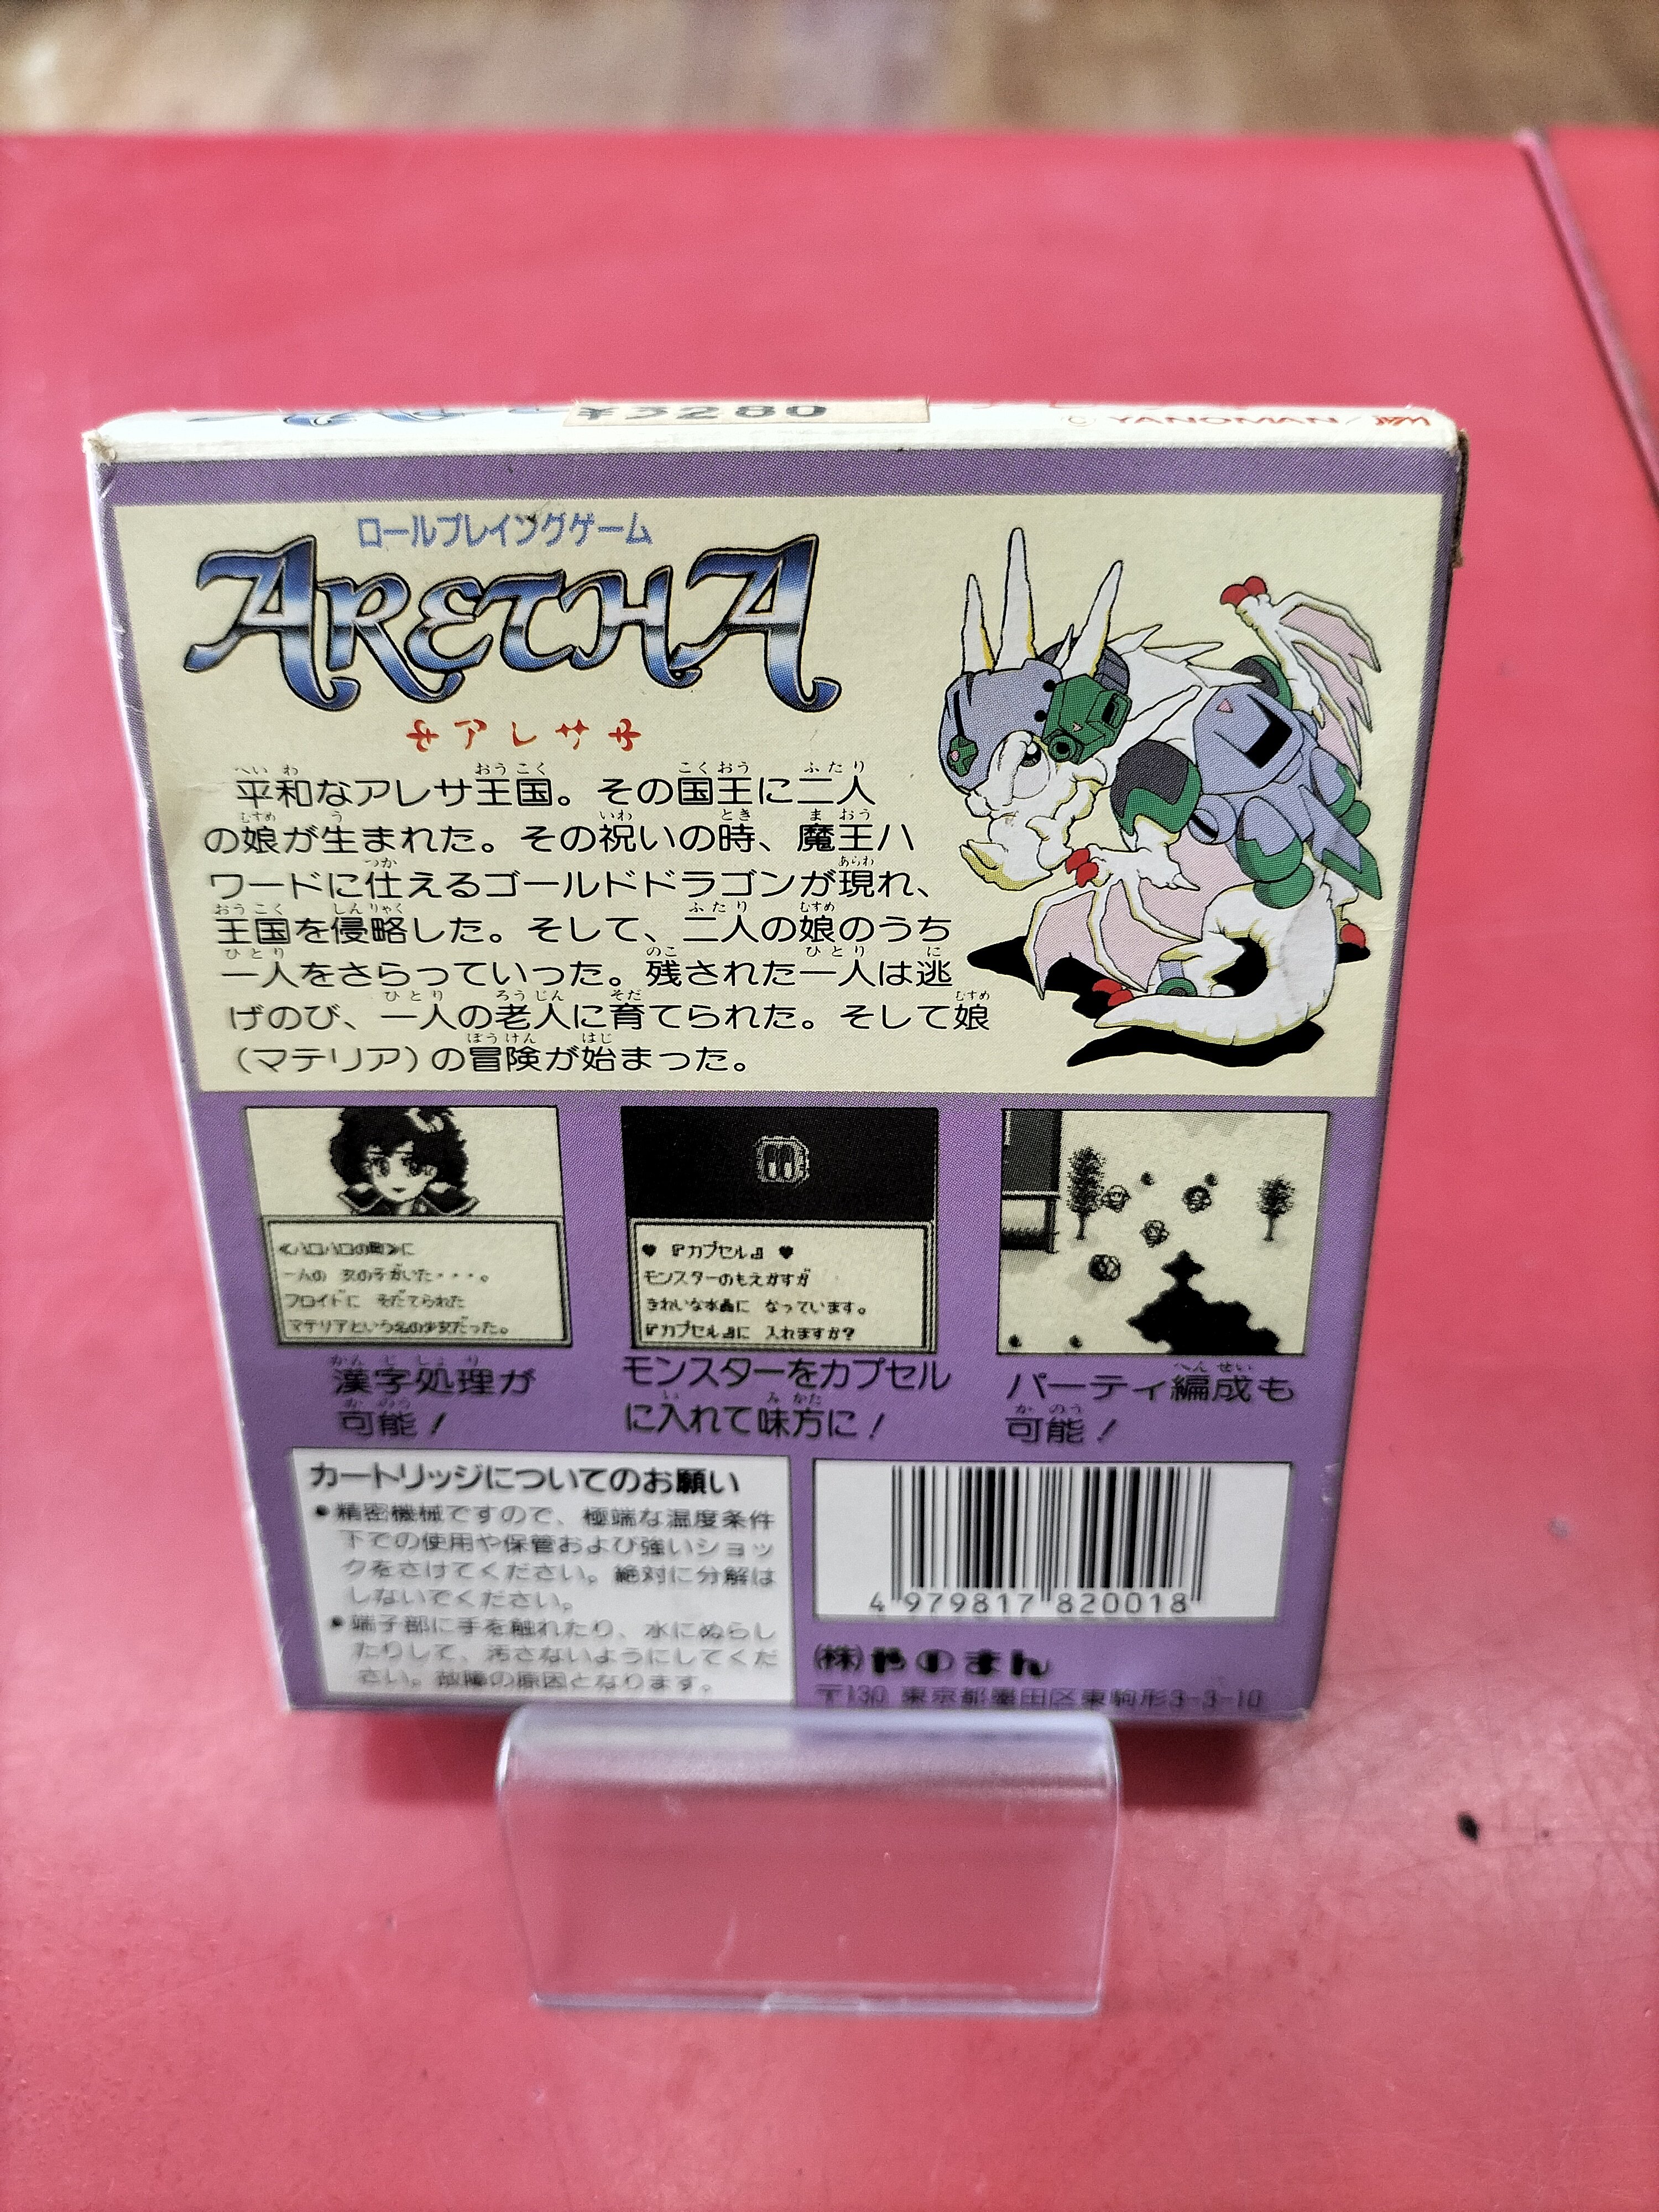 ¥3280
© YANOMAN/
ロールプレイングゲーム
ARETHA
アレサ
平和なアレサ王国。その国王に二人
の娘が生まれた。その祝いの時、魔王ハ
ワードに仕えるゴールドドラゴンが現れ、
王国を侵略した。そして、二人の娘のうち
一人をさらっていった。残された一人は逃
げのび、一人の老人に育てられた。そして娘
(マテリア)の冒険が始まった。
≪ハロハロの町≫に
一人の 女の子がいた・・・。
フロイドに そだてられた
マテリアという名の少女だった。
♥『カプセル』♥
モンスターのもえかすが
きれいな水晶に なっています。
『カプセル』に 入れますか?
漢字処理が
可能!
モンスターをカプセル
に入れて味方に!
パーティ編成も
可能!
カートリッジについてのお願い
●精密機械ですので、極端な温度条件
下での使用や保管および強いショッ
クをさけてください。絶対に分解は
しないでください。
●端子部に手を触れたり、水にぬらし
たりして、汚さないようにしてくだ
さい。故障の原因となります。
4 979817 820018
(株)やのまん
〒130 東京都墨田区東駒形3-3-10